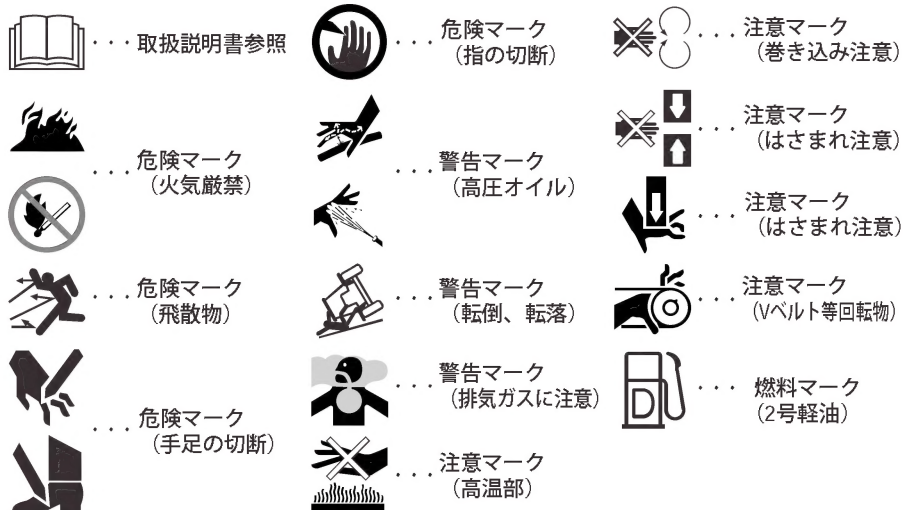 ・・・取扱説明書参照
・・・危険マーク
（火気厳禁）
・・・危険マーク
（飛散物）
・・・危険マーク
（手足の切断）
・・・危険マーク
（指の切断）
・・・警告マーク
（高圧オイル）
・・・警告マーク
（転倒、転落）
・・・警告マーク
（排気ガスに注意）
・・・注意マーク
（高温部）
・・・注意マーク
（巻き込み注意）
・・・注意マーク
（はさまれ注意）
・・・注意マーク
（はさまれ注意）
・・・注意マーク
（Vベルト等回転物）
D
・・・燃料マーク
（2号軽油）